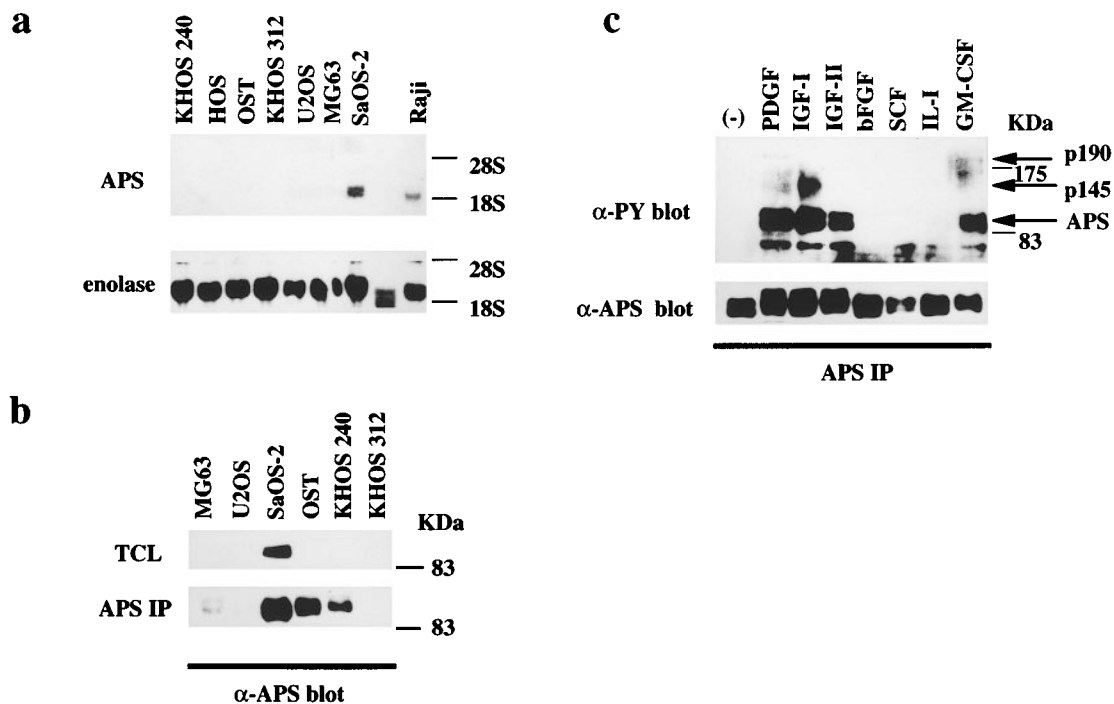 a
KHOS 240
HOS
OST
KHOS 312
U2OS
MG63
SaOS-2
Raji
APS
28S
18S
enolase
28S
18S
b
MG63
U2OS
SaOS-2
OST
KHOS 240
KHOS 312
KDa
TCL
83
APS IP
83
α-APS blot
c
(-)
PDGF
IGF-I
IGF-II
bFGF
SCF
IL-I
GM-CSF
KDa
p190
175
p145
α-PY blot
APS
83
α-APS blot
APS IP